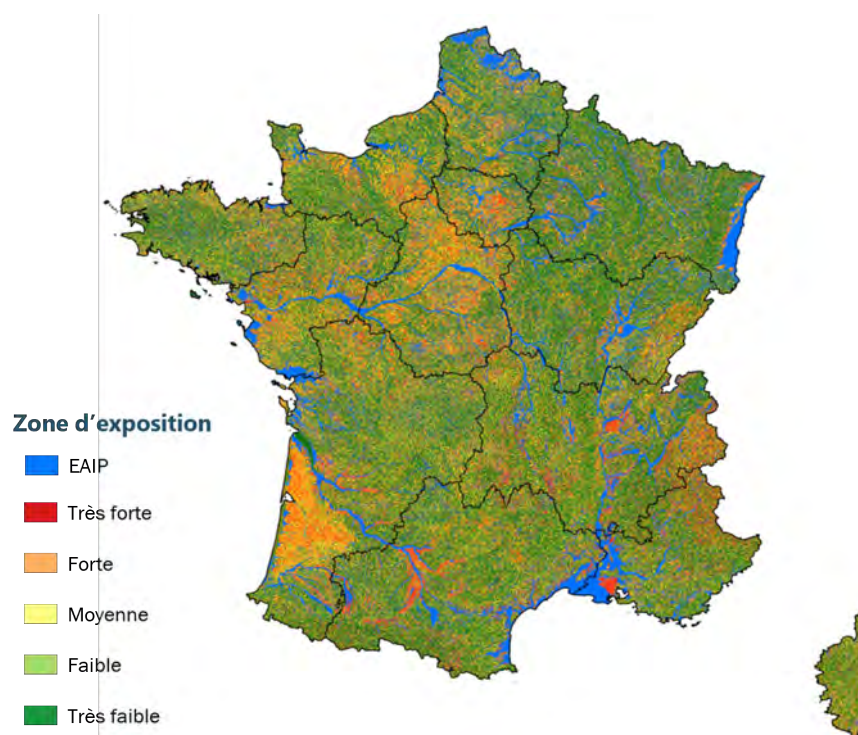 Zone d'exposition
EAIP
Très forte
Forte
Moyenne
Faible
Très faible